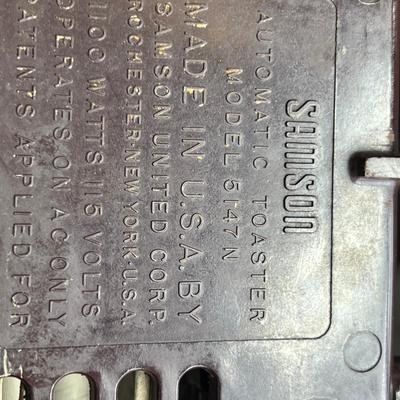 SAMSON
AUTOMATIC TOASTER
MODEL 5147N
MADE IN U.S.A. BY
SAMSON UNITED CORP.
ROCHESTER·NEW YORK·U.S.A.
1100 WATTS 115 VOLTS
OPERATES ON AC ONLY
PATENTS APPLIED FOR